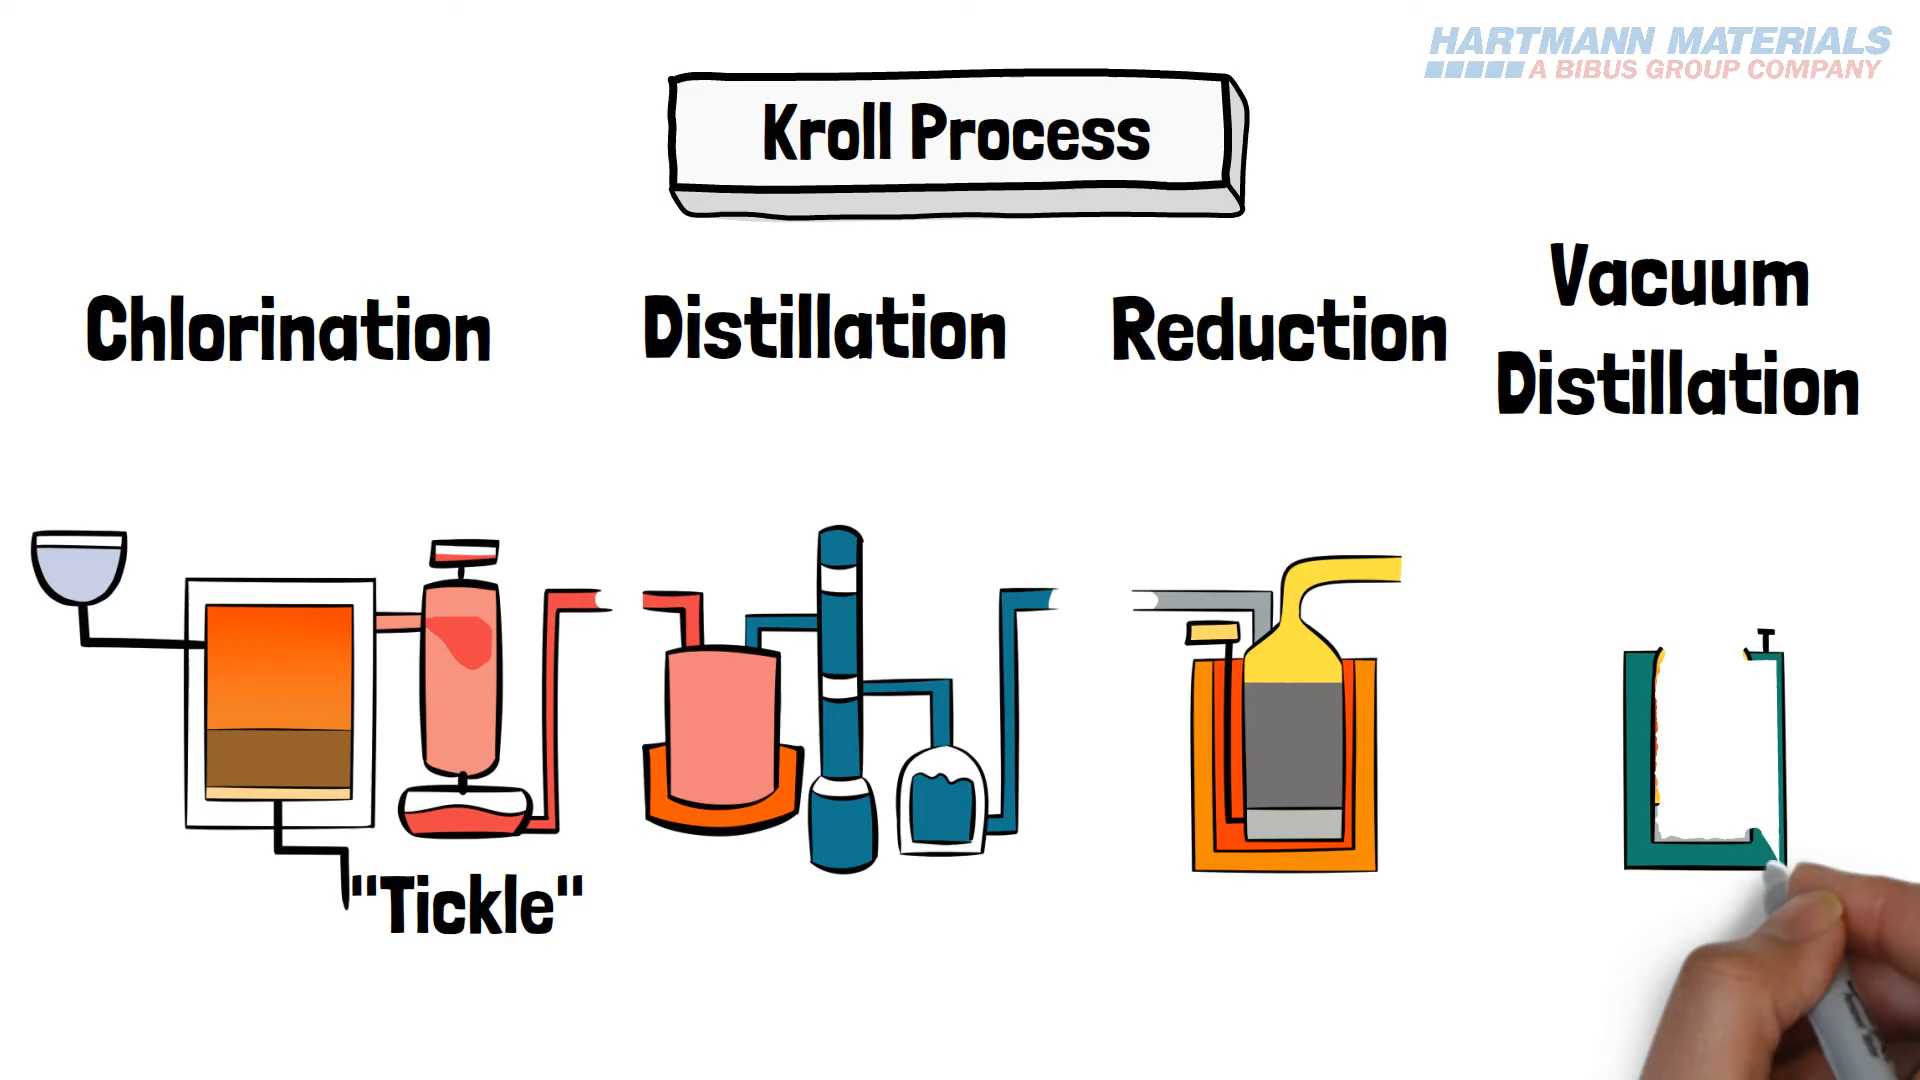 HARTMANN MATERIALS
A BIBUS GROUP COMPANY
Kroll Process
Chlorination
Distillation
Reduction
Vacuum
Distillation
"Tickle"